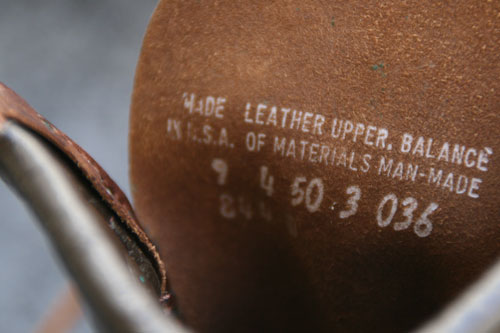 MADE LEATHER UPPER. BALANCE
IN U.S.A. OF MATERIALS MAN-MADE
9 4 50 3 036